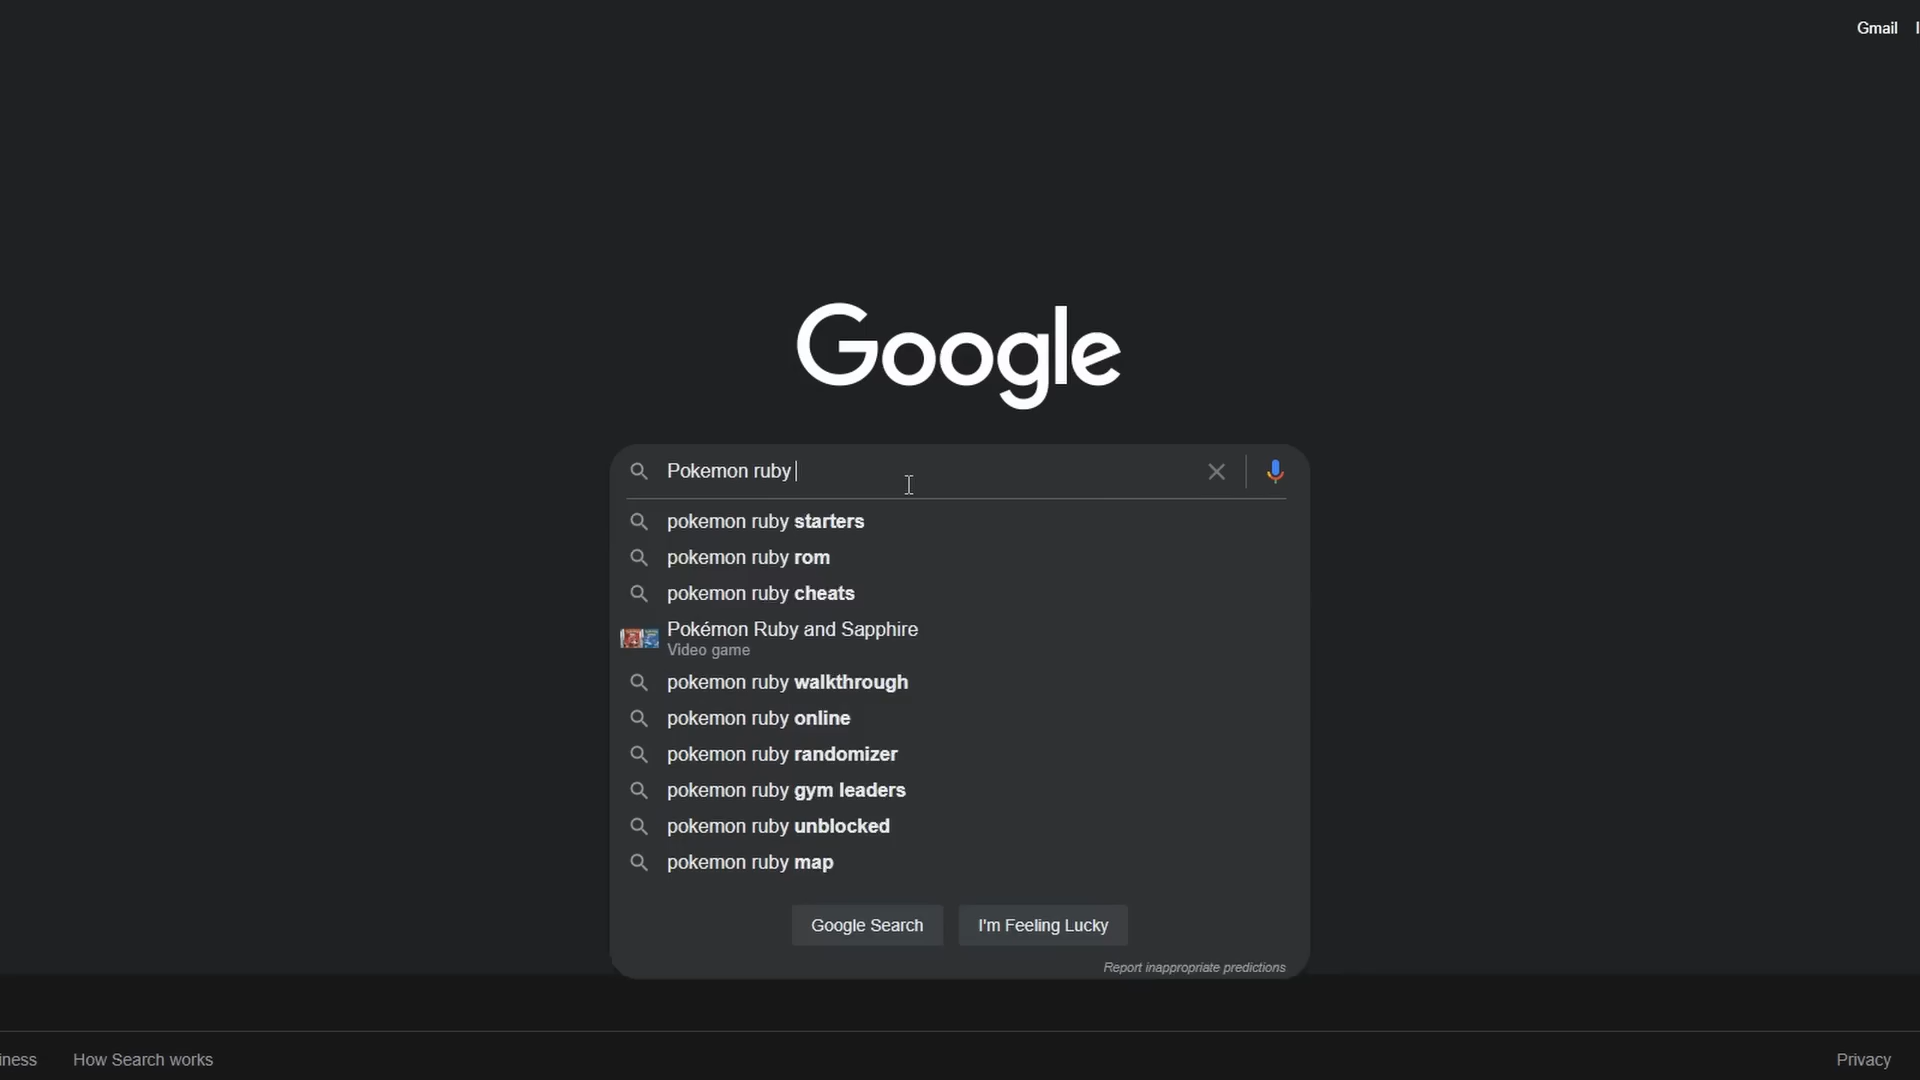 Gmail
Google
Pokemon ruby
pokemon ruby starters
pokemon ruby rom
pokemon ruby cheats
Pokémon Ruby and Sapphire
Video game
pokemon ruby walkthrough
pokemon ruby online
pokemon ruby randomizer
pokemon ruby gym leaders
pokemon ruby unblocked
pokemon ruby map
Google Search I'm Feeling Lucky
Report inappropriate predictions
iness How Search works Privacy